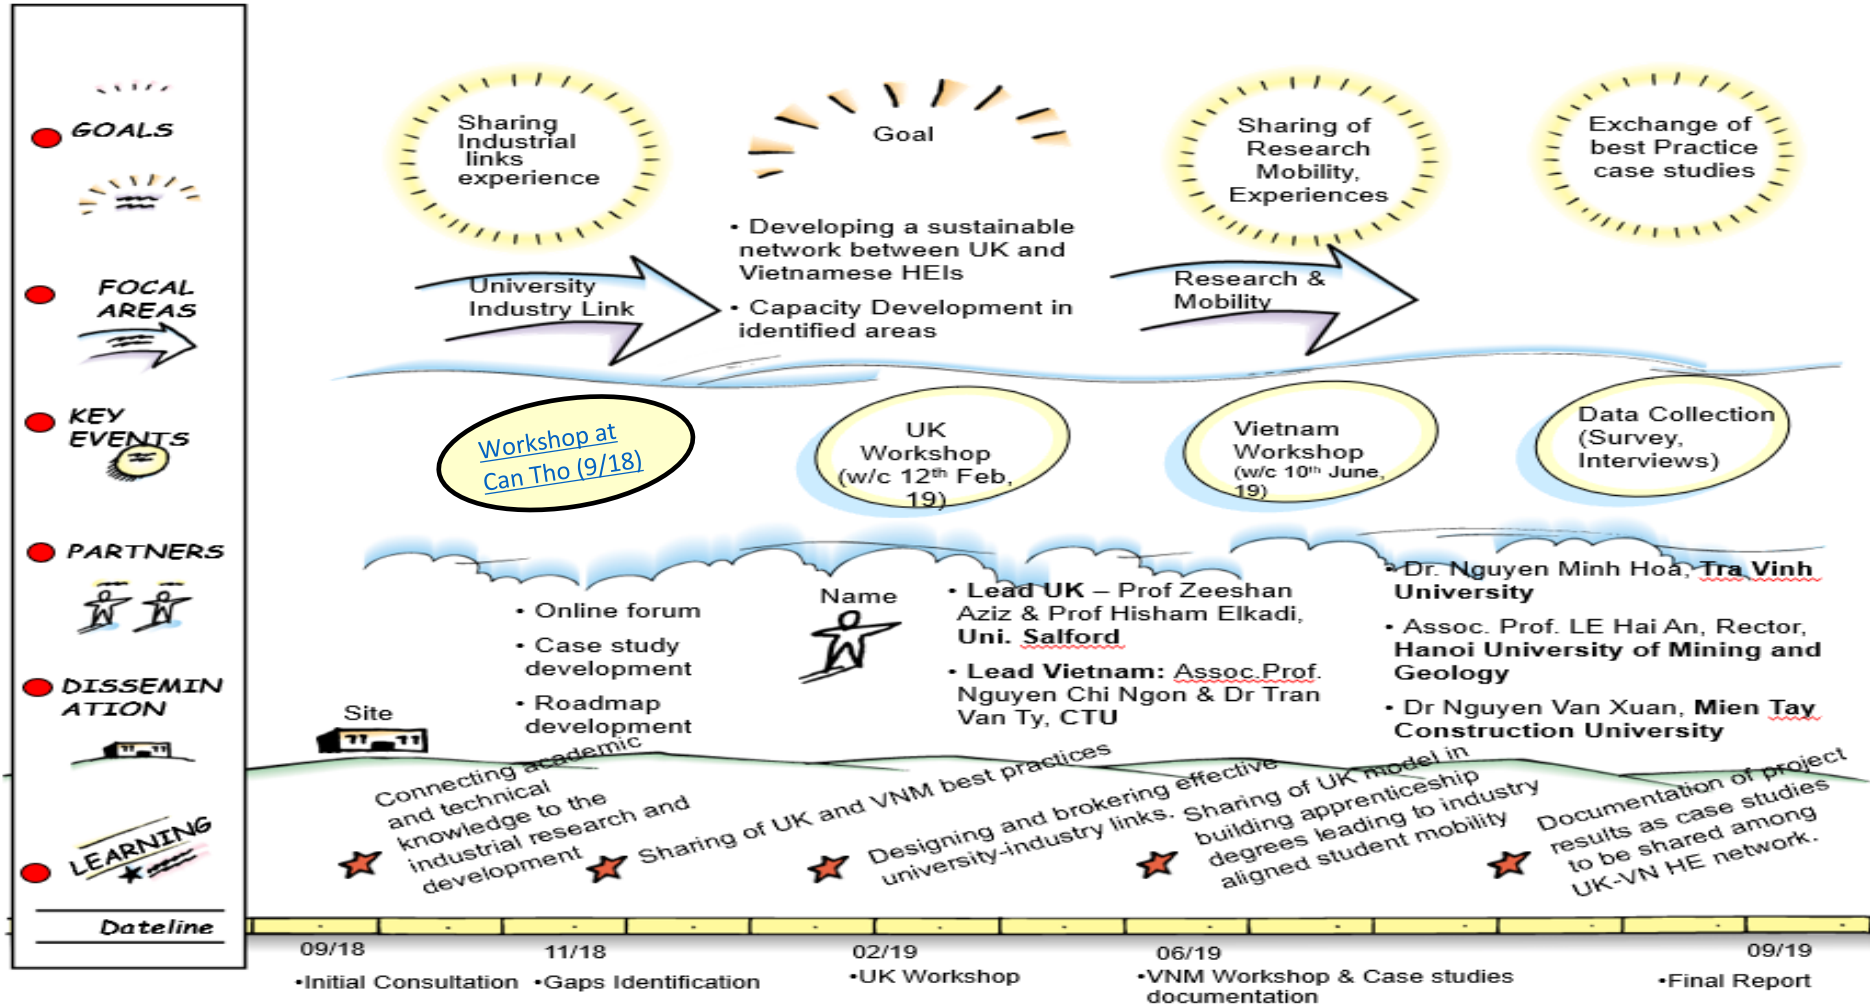 GOALS
FOCAL
AREAS
KEY
EVENTS
PARTNERS
DISSEMIN
ATION
LEARNING
Dateline
Sharing
Industrial
links
experience
Goal
Sharing of
Research
Mobility,
Experiences
Exchange of
best Practice
case studies
University
Industry Link
• Developing a sustainable
network between UK and
Vietnamese HEIs
• Capacity Development in
identified areas
Research &
Mobility
Workshop at
Can Tho (9/18)
UK
Workshop
(w/c 12th Feb,
19)
Vietnam
Workshop
(w/c 10th June,
19)
Data Collection
(Survey,
Interviews)
Site
• Online forum
• Case study
development
• Roadmap
development
Name
• Lead UK – Prof Zeeshan
Aziz & Prof Hisham Elkadi,
Uni. Salford
• Lead Vietnam: Assoc.Prof.
Nguyen Chi Ngon & Dr Tran
Van Ty, CTU
• Dr. Nguyen Minh Hoa, Tra Vinh
University
• Assoc. Prof. LE Hai An, Rector,
Hanoi University of Mining and
Geology
• Dr Nguyen Van Xuan, Mien Tay
Construction University
Connecting academic
and technical
knowledge to the
industrial research and
development
Sharing of UK and VNM best practices
Designing and brokering effective
university-industry links.
Sharing of UK model in
building apprenticeship
degrees leading to industry
aligned student mobility
Documentation of project
results as case studies
to be shared among
UK-VN HE network.
09/18
•Initial Consultation
11/18
•Gaps Identification
02/19
•UK Workshop
06/19
•VNM Workshop & Case studies
documentation
09/19
•Final Report